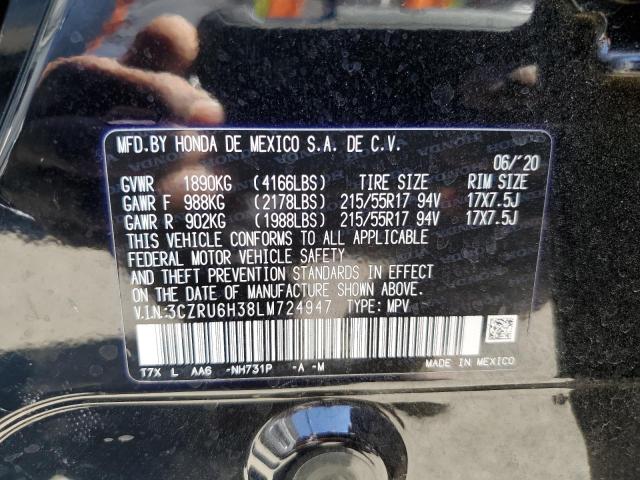 MFD. BY HONDA DE MEXICO S.A. DE C.V.
06/'20
GVWR 1890KG (4166LBS) TIRE SIZE RIM SIZE
GAWR F 988KG (2178LBS) 215/55R17 94V 17X7.5J
GAWR R 902KG (1988LBS) 215/55R17 94V 17X7.5J
THIS VEHICLE CONFORMS TO ALL APPLICABLE
FEDERAL MOTOR VEHICLE SAFETY
AND THEFT PREVENTION STANDARDS IN EFFECT
ON THE DATE OF MANUFACTURE SHOWN ABOVE.
V.I.N:3CZRU6H38LM724947 TYPE: MPV
MADE IN MEXICO
T7X L AA6 -NH731P -A -M